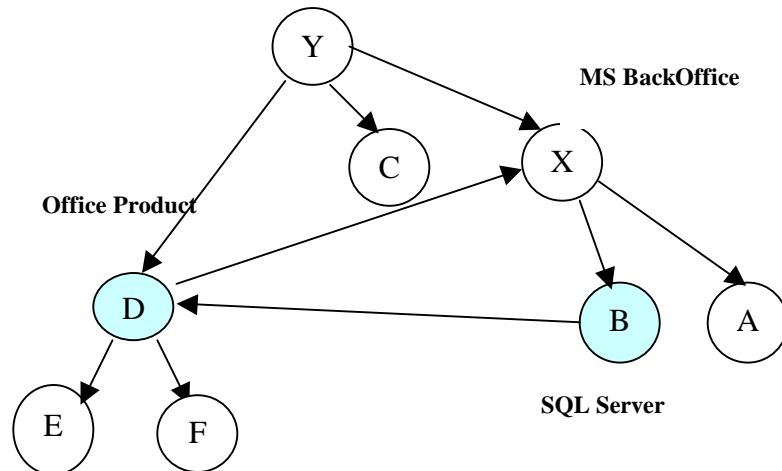 Y
MS BackOffice
C
X
Office Product
D
B
A
SQL Server
E
F